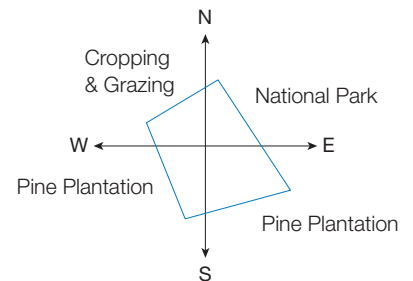 N
Cropping
& Grazing
National Park
W
E
Pine Plantation
Pine Plantation
S